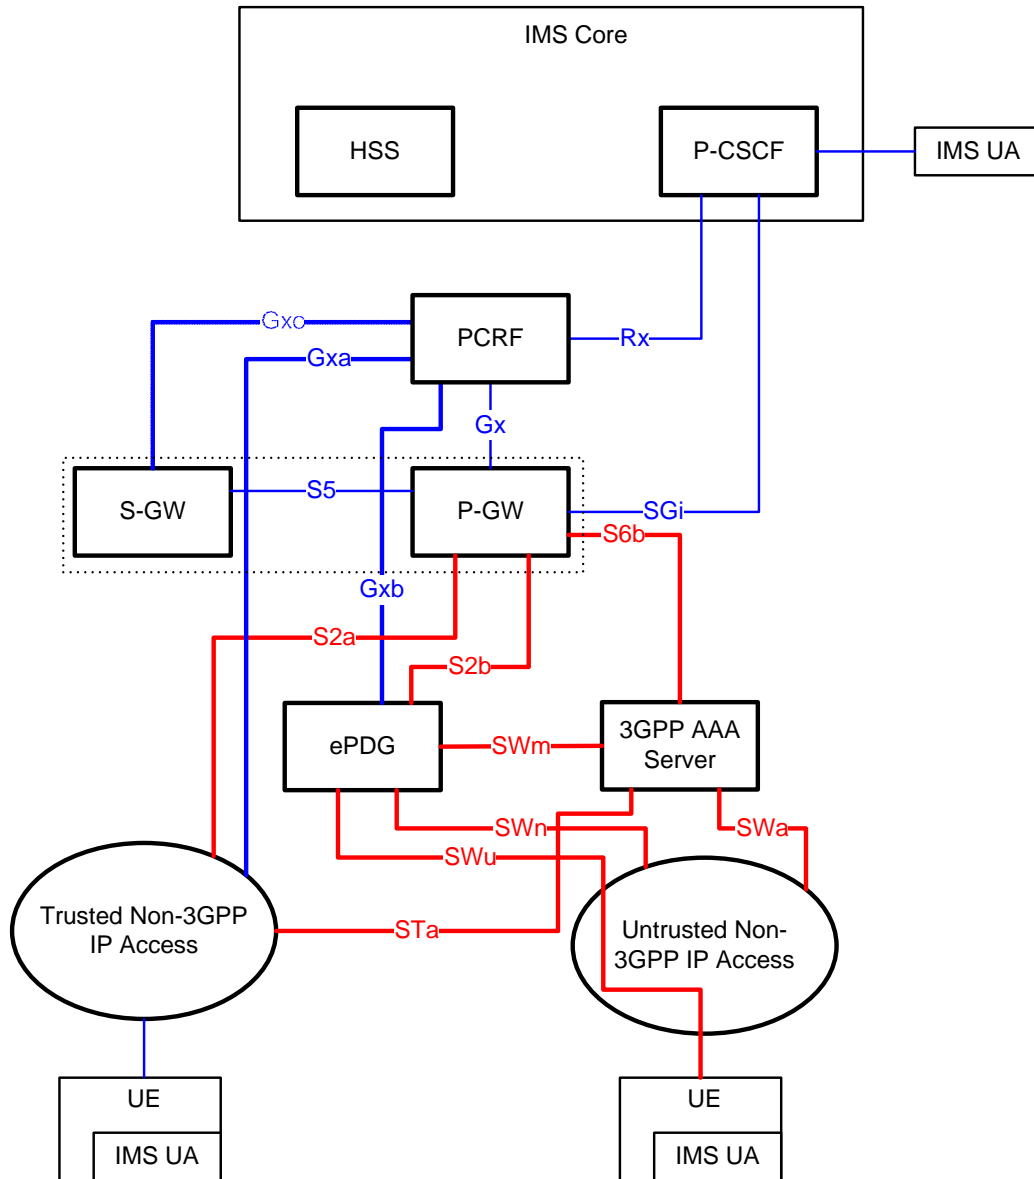 IMS Core
HSS
P-CSCF
IMS UA
Gxc
PCRF
Rx
Gxa
Gx
S-GW
S5
P-GW
SGi
S6b
Gxb
S2a
S2b
ePDG
SWm
3GPP AAA
Server
SWn
SWa
SWu
Trusted Non-3GPP
IP Access
STa
Untrusted Non-
3GPP IP Access
UE
IMS UA
UE
IMS UA